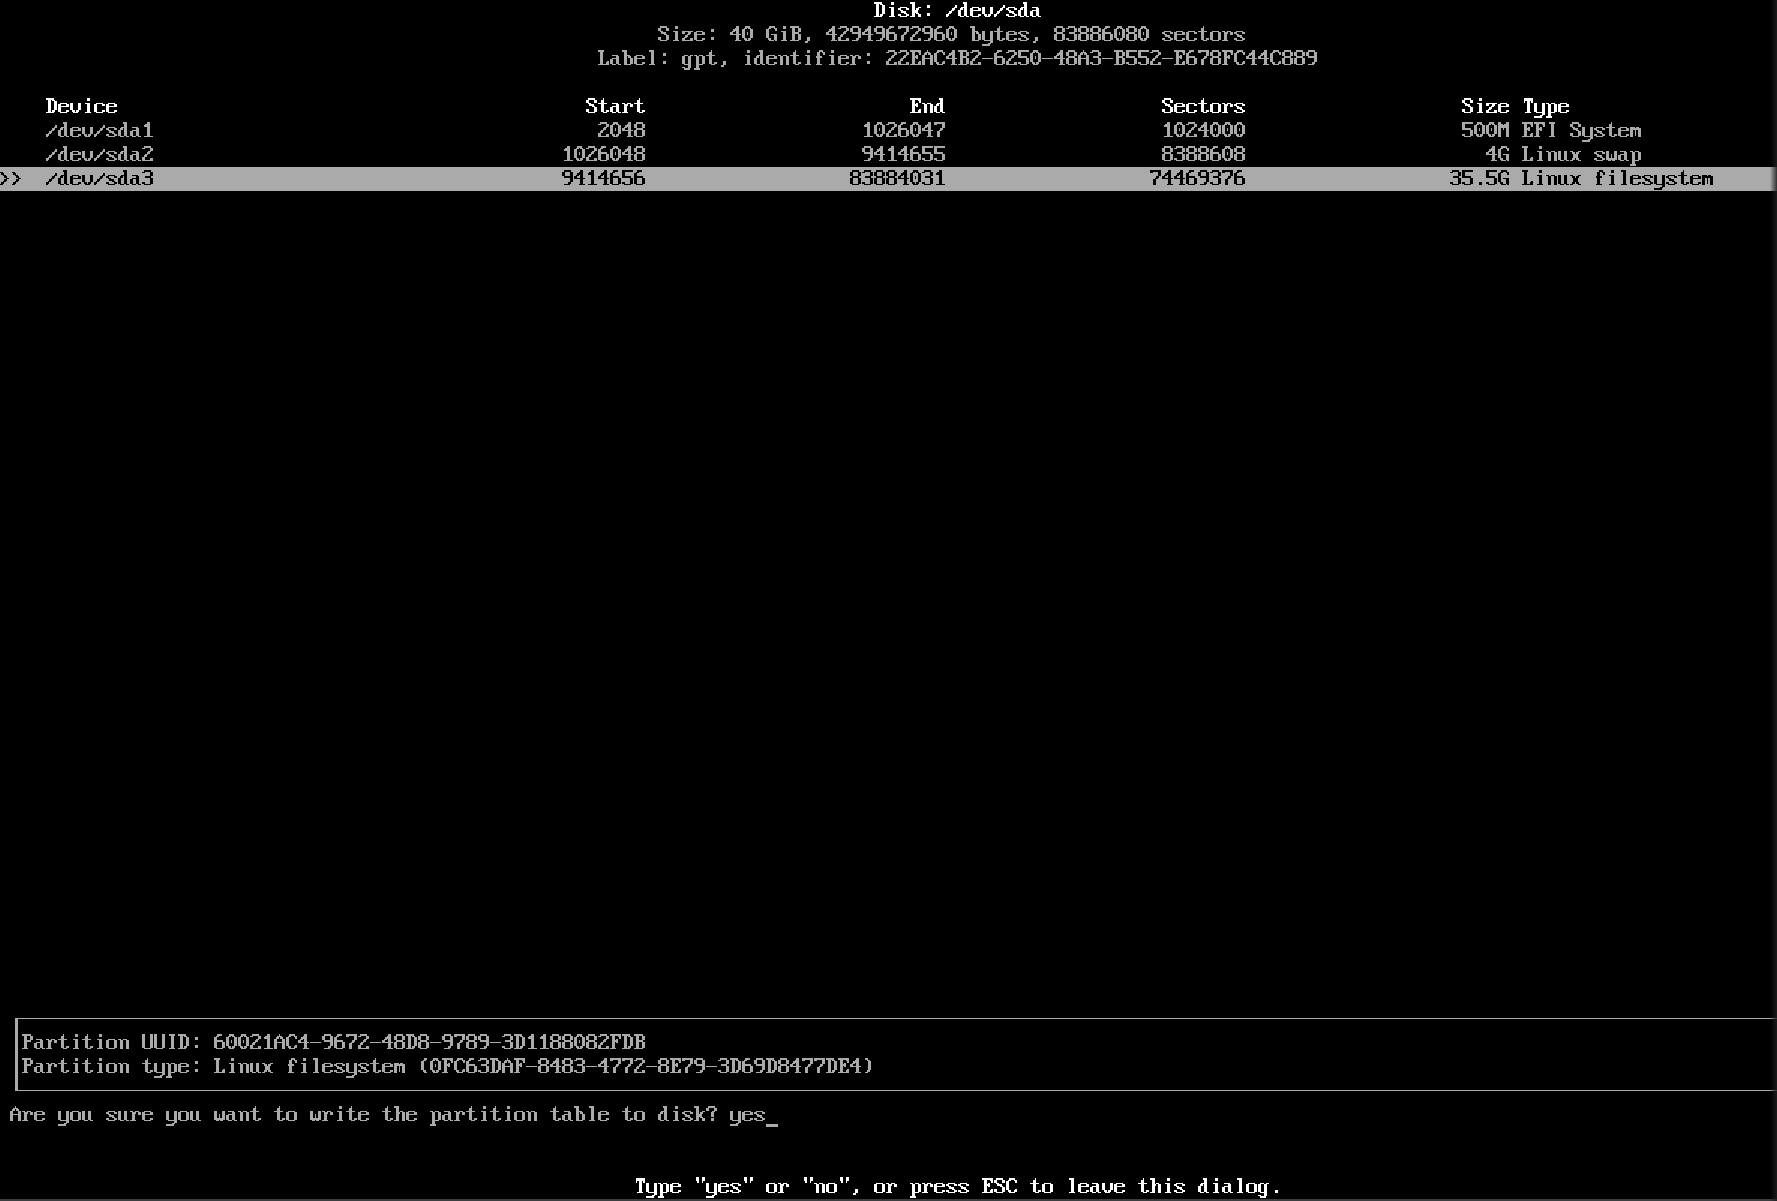 Disk: /dev/sda
Size: 40 GiB, 42949672960 bytes, 83886080 sectors
Label: gpt, identifier: 22EAC4B2-6250-48A3-B552-E678FC44C889
Device Start End Sectors Size Type
/dev/sda1 2048 1026047 1024000 500M EFI System
/dev/sda2 1026048 9414655 8388608 4G Linux swap
>> /dev/sda3 9414656 83884031 74469376 35.5G Linux filesystem
Partition UUID: 60021AC4-9672-48D8-9789-3D1188082FDB
Partition type: Linux filesystem (0FC63DAF-8483-4772-8E79-3D69D8477DE4)
Are you sure you want to write the partition table to disk? yes_
Type "yes" or "no", or press ESC to leave this dialog.